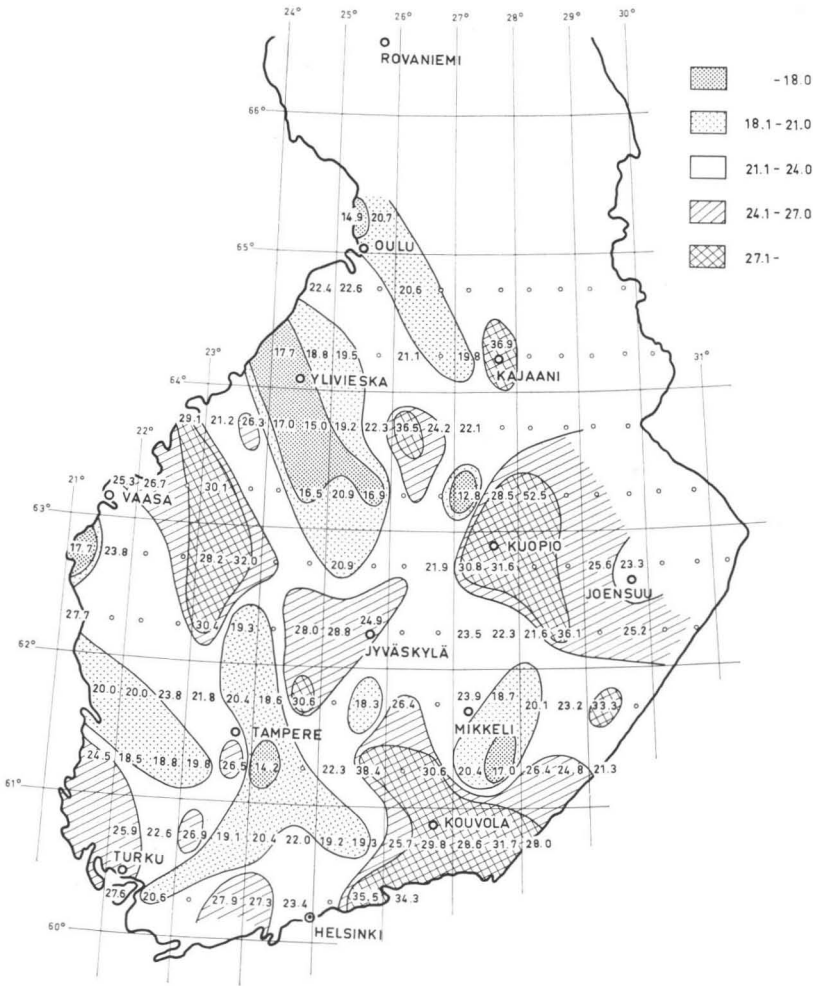 24° 25° 26° 27° 28° 29° 30°
ROVANIEMI
-18.0
66°
18.1-21.0
21.1-24.0
24.1-27.0
14.9 20.7
65° OULU
27.1-
22.4 22.6 20.6
23° 17.7 18.8 19.5 21.1 19.8 36.9 31°
KAJAANI
64° YLIVIESKA
22° 29.1 21.2 26.3 17.0 15.0 19.2 22.3 36.5 24.2 22.1
21° 25.3 26.7 30.1 16.5 20.9 16.9 12.8 28.5 52.5
VAASA
63°
17.7 23.8 28.2 32.0 20.9 21.9 30.8 31.6 25.6 23.3
KUOPIO
JOENSUU
27.7 30.4 19.3 28.0 28.8 24.9 23.5 22.3 21.6 36.1 25.2
62° JYVÄSKYLÄ
20.0 20.0 23.8 21.8 20.4 18.6 30.6 18.3 26.4 23.9 18.7 20.1 23.2 33.3
TAMPERE MIKKELI
24.5 18.5 18.8 19.8 26.5 14.2 22.3 38.4 30.6 20.4 17.0 26.4 24.8 21.3
61°
KOUVOLA
25.9 22.6 26.9 19.1 20.4 22.0 19.2 19.3 25.7 29.8 28.6 31.7 28.0
TURKU
27.6 20.6 27.9 27.3 23.4 35.5 34.3
60° HELSINKI